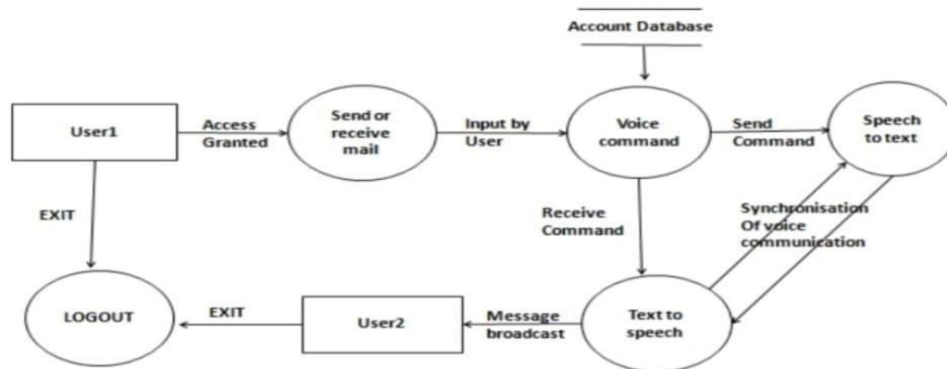 Account Database
User1
Access
Granted
Send or
receive
mail
Input by
User
Voice
command
Send
Command
Speech
to text
EXIT
Receive
Command
Synchronisation
Of voice
communication
LOGOUT
EXIT
User2
Message
broadcast
Text to
speech